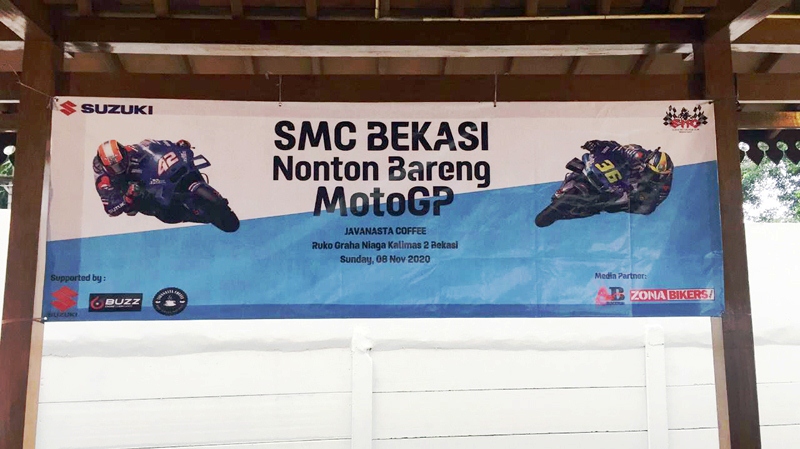 SUZUKI
SMC BEKASI
Nonton Bareng
MotoGP
42
36
JAVANASTA COFFEE
Ruko Graha Niaga Kalimas 2 Bekasi
Sunday, 08 Nov 2020
Supported by :
BUZZ
Media Partner:
ZONA BIKERS/